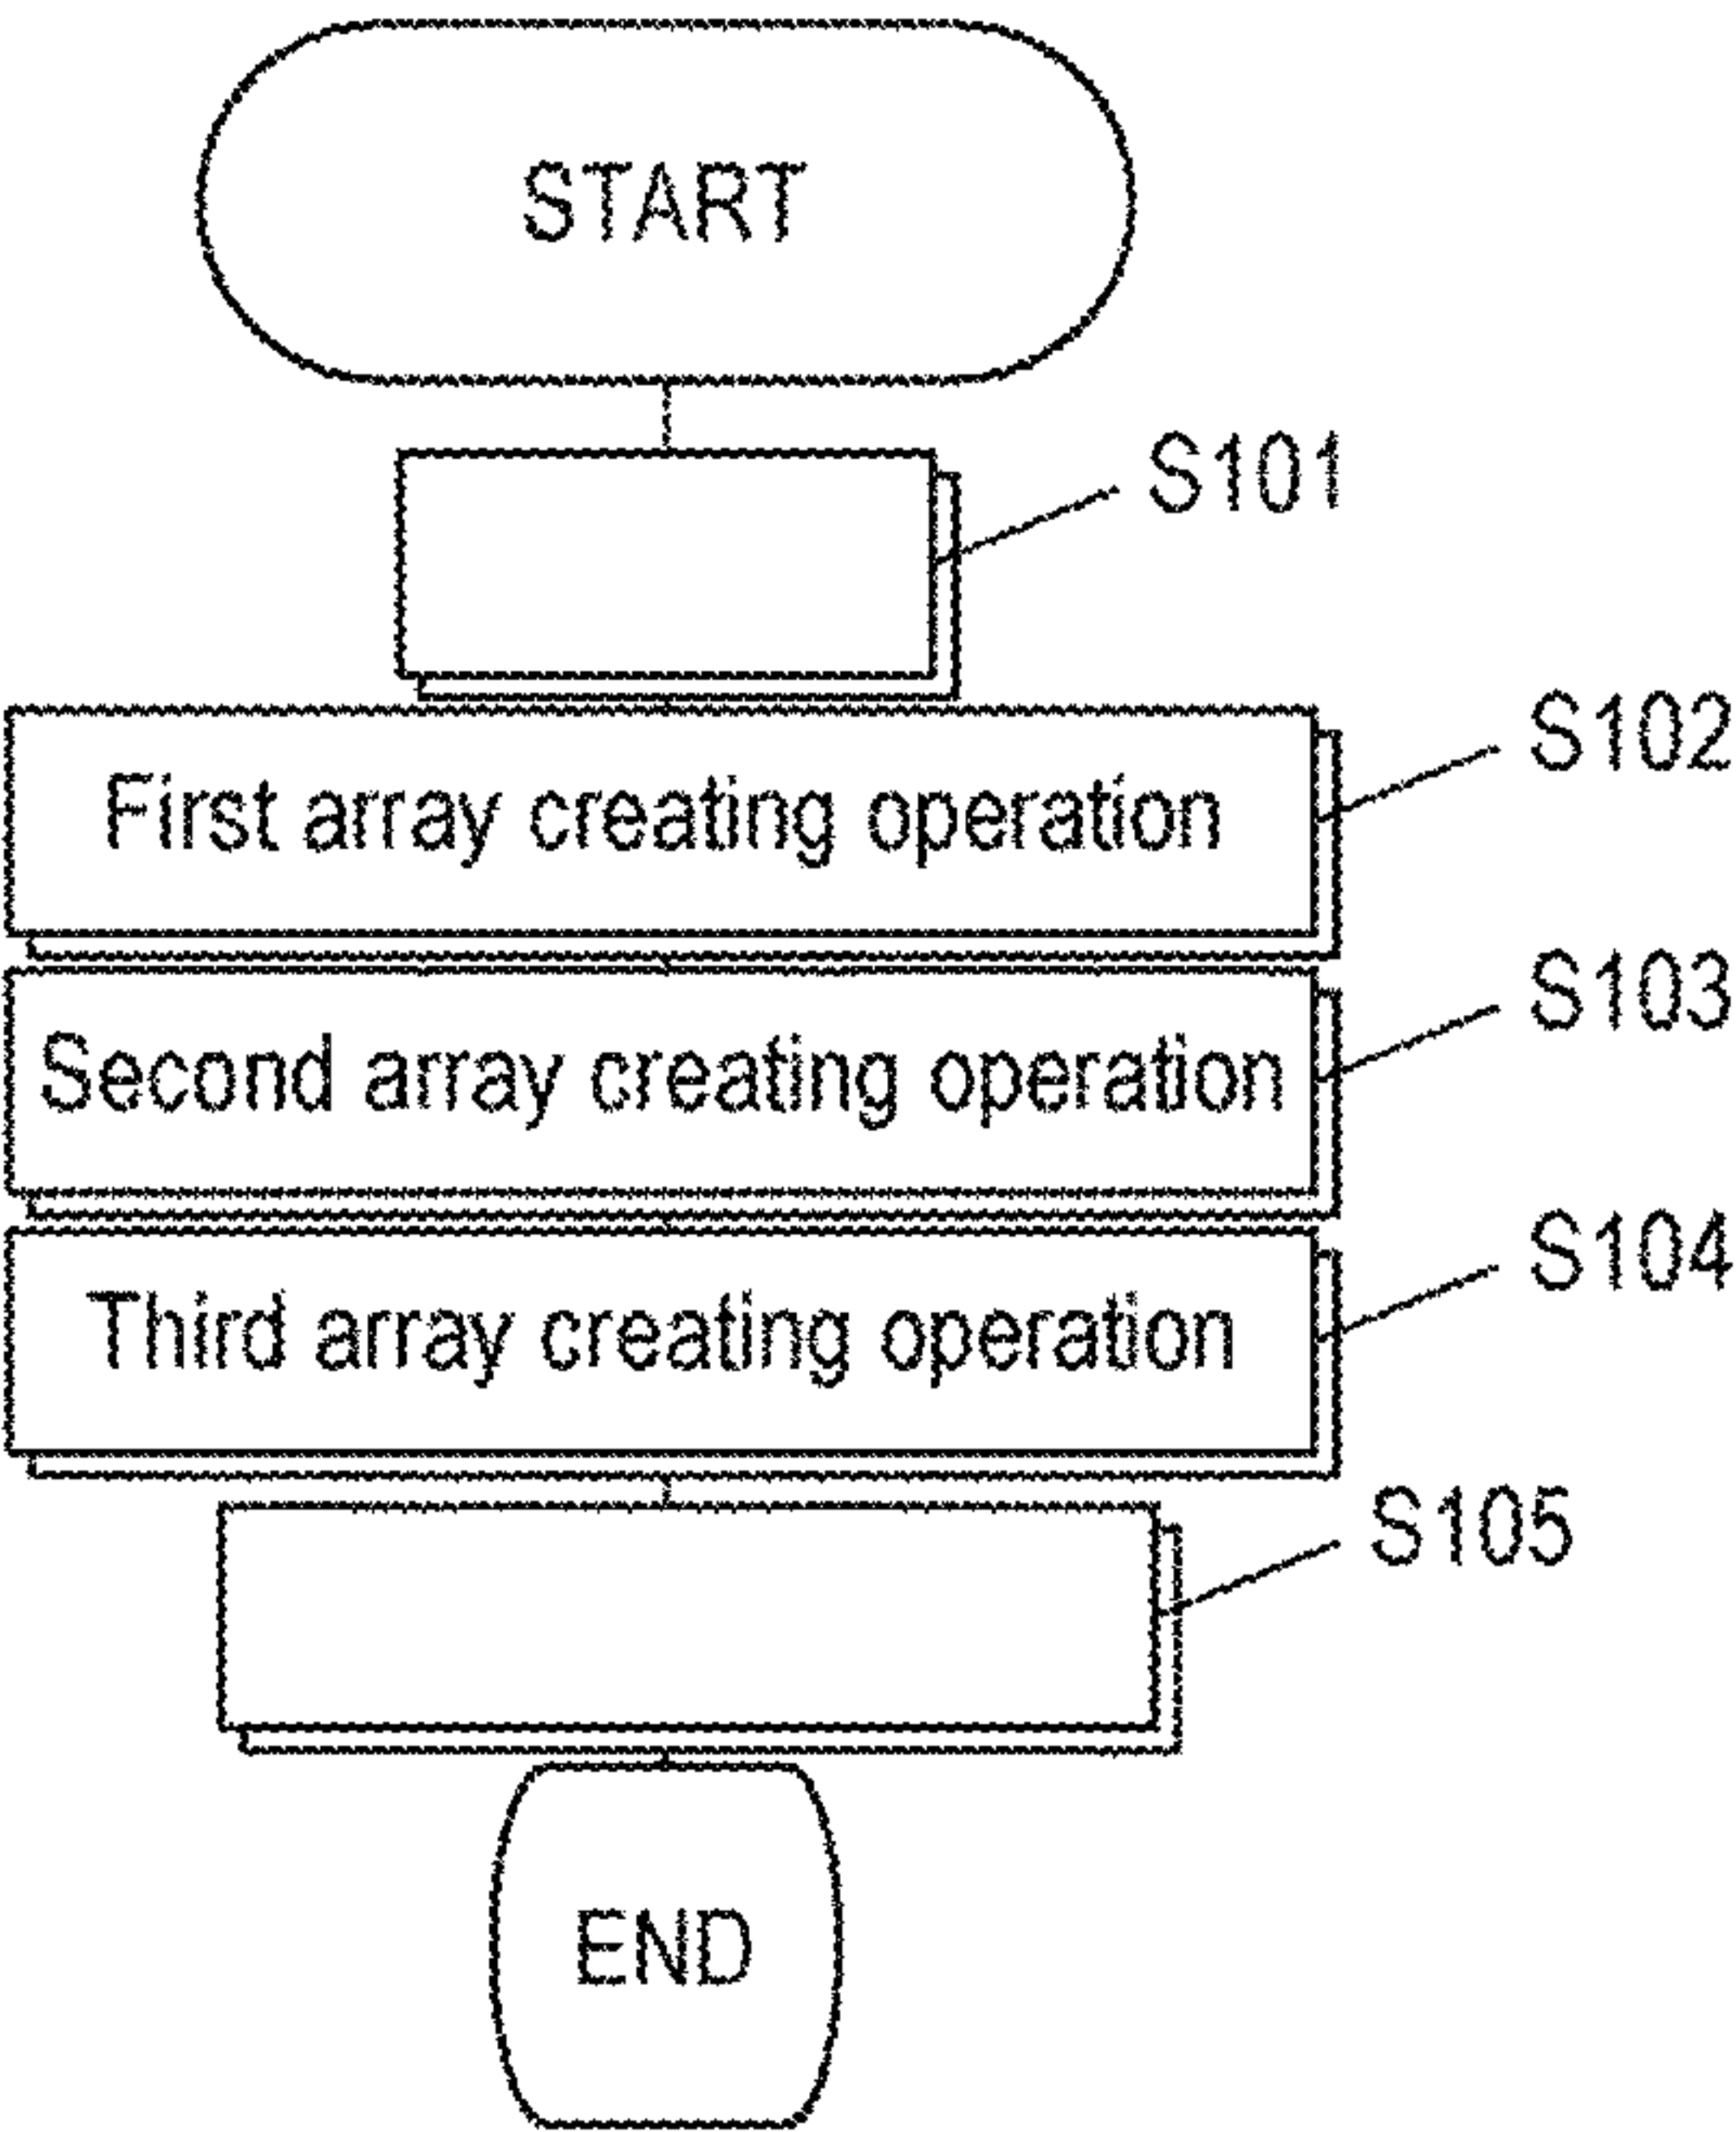 START
S101
S102
First array creating operation
S103
Second array creating operation
S104
Third array creating operation
S105
END